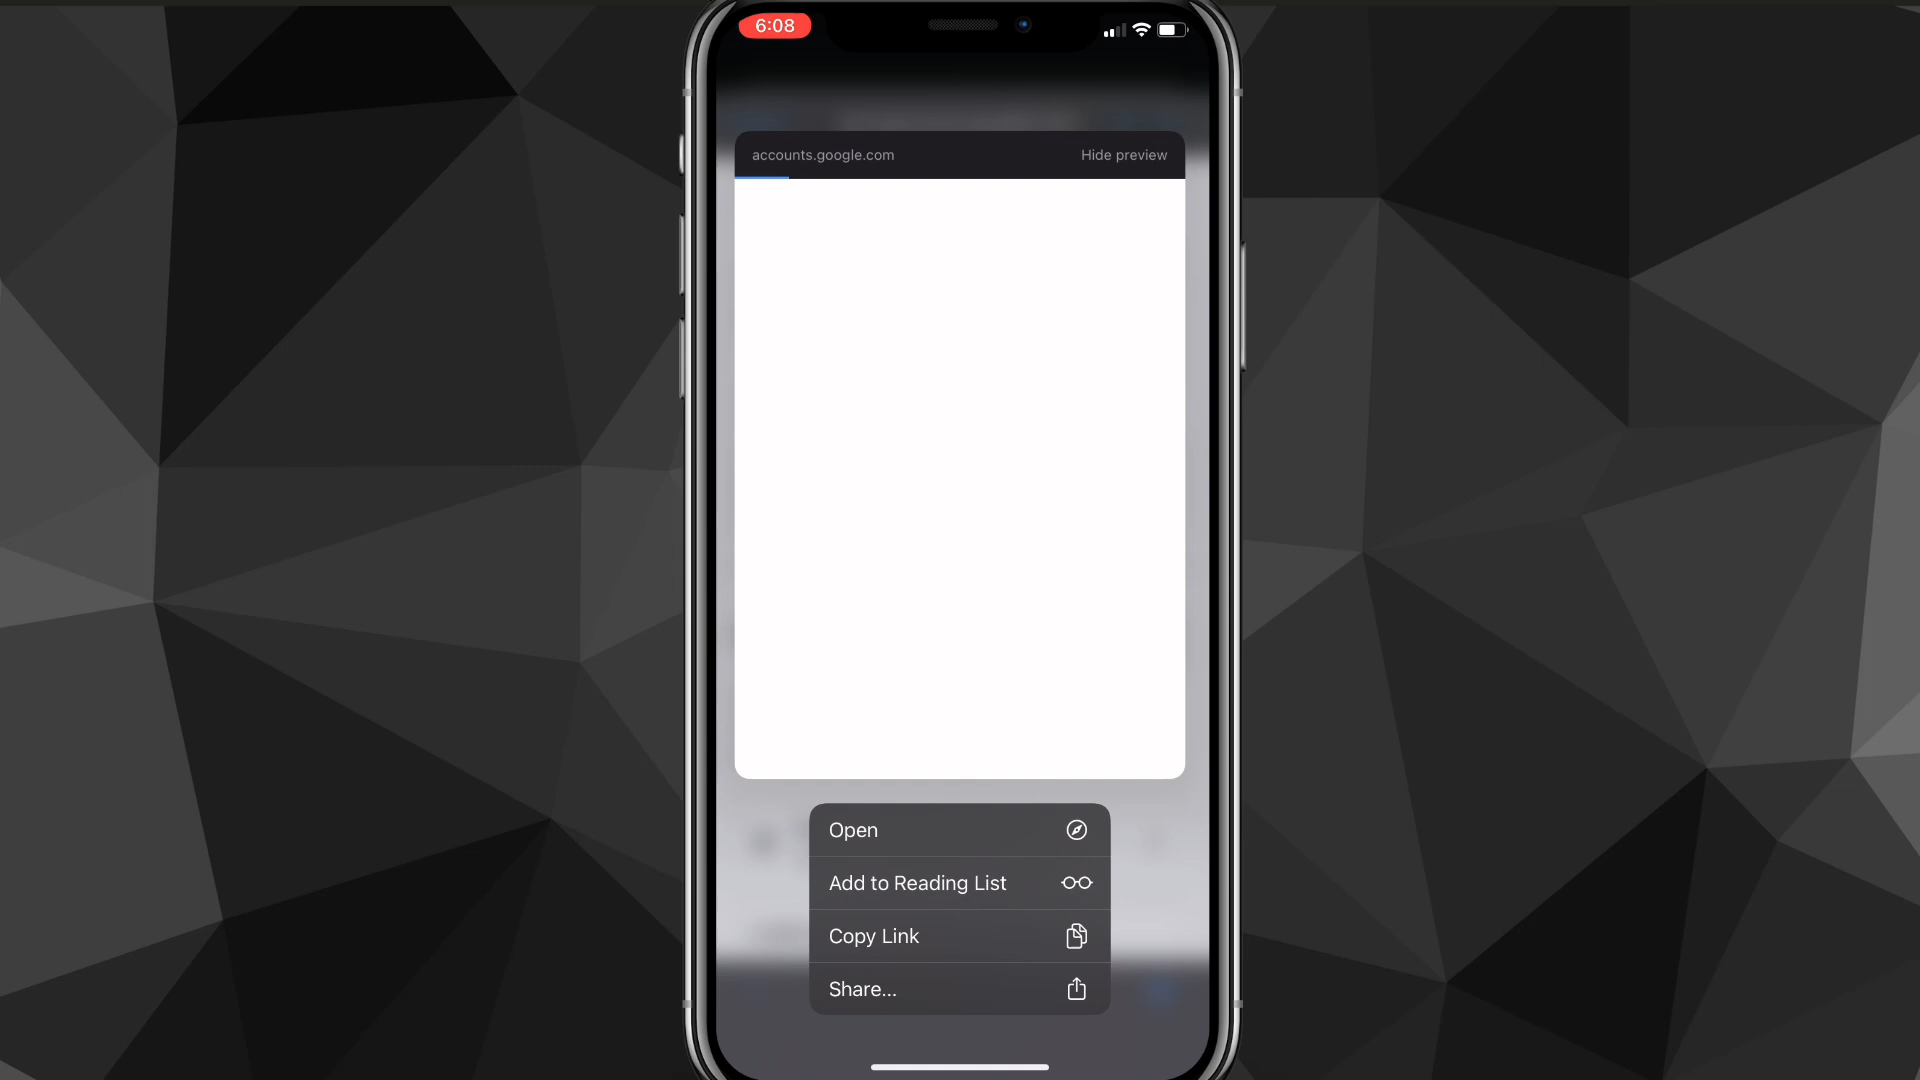 6:08
accounts.google.com Hide preview
Open
Add to Reading List
Copy Link
Share...